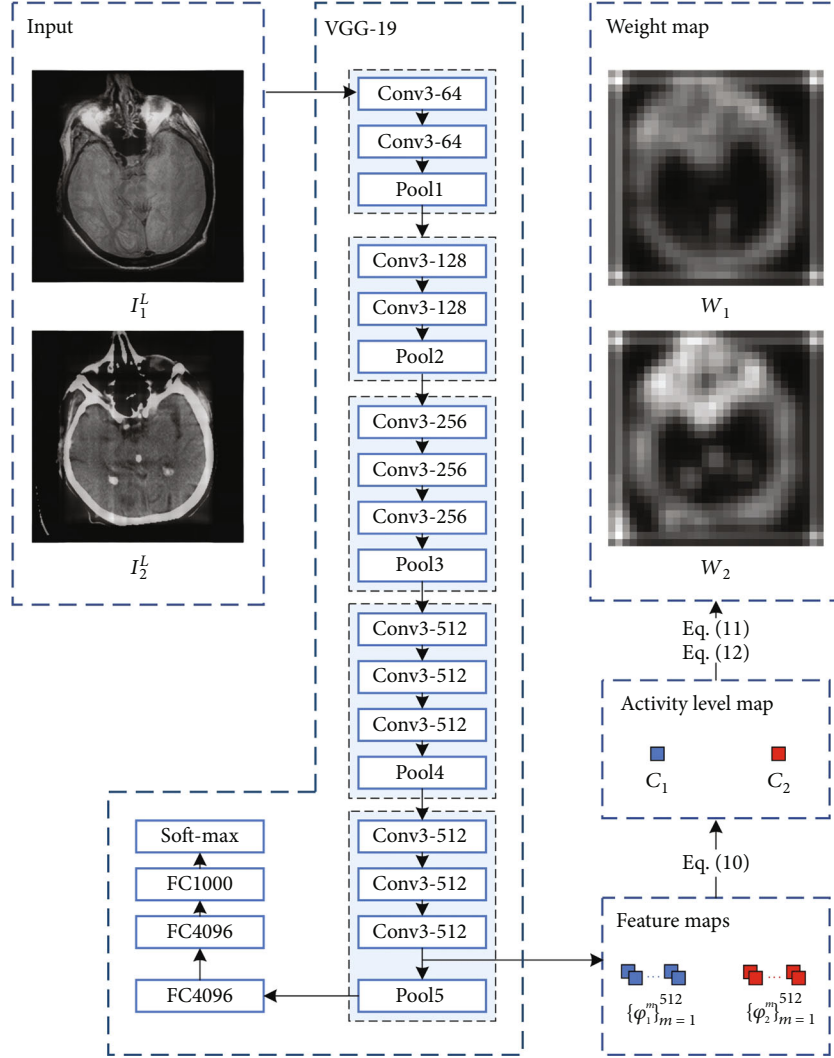 Input
I_1^L
I_2^L
VGG-19
Conv3-64
Conv3-64
Pool1
Conv3-128
Conv3-128
Pool2
Conv3-256
Conv3-256
Conv3-256
Pool3
Conv3-512
Conv3-512
Conv3-512
Pool4
Conv3-512
Conv3-512
Conv3-512
Pool5
Soft-max
FC1000
FC4096
FC4096
Weight map
W_1
W_2
Eq. (11)
Eq. (12)
Activity level map
C_1 C_2
Eq. (10)
Feature maps
... ...
{φ_1^m}_{m = 1}^{512} {φ_2^m}_{m = 1}^{512}